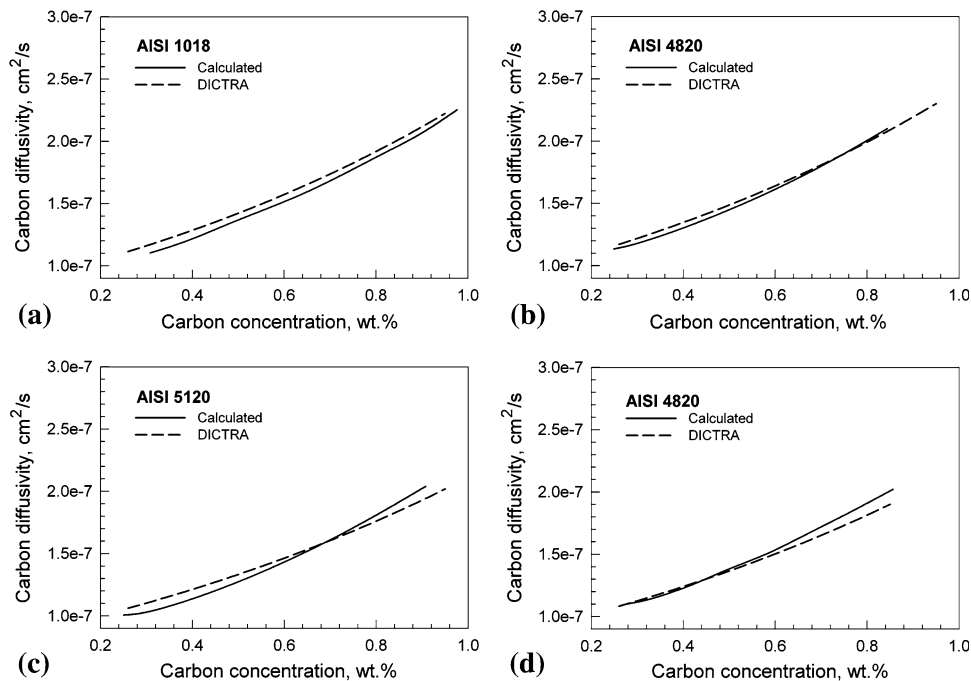 3.0e-7
2.5e-7
2.0e-7
1.5e-7
1.0e-7
Carbon diffusivity, cm²/s
AISI 1018
Calculated
DICTRA
0.2 0.4 0.6 0.8 1.0
Carbon concentration, wt.%
(a)
3.0e-7
2.5e-7
2.0e-7
1.5e-7
1.0e-7
Carbon diffusivity, cm²/s
AISI 4820
Calculated
DICTRA
0.2 0.4 0.6 0.8 1.0
Carbon concentration, wt.%
(b)
3.0e-7
2.5e-7
2.0e-7
1.5e-7
1.0e-7
Carbon diffusivity, cm²/s
AISI 5120
Calculated
DICTRA
0.2 0.4 0.6 0.8 1.0
Carbon concentration, wt.%
(c)
3.0e-7
2.5e-7
2.0e-7
1.5e-7
1.0e-7
Carbon diffusivity, cm²/s
AISI 4820
Calculated
DICTRA
0.2 0.4 0.6 0.8 1.0
Carbon concentration, wt.%
(d)